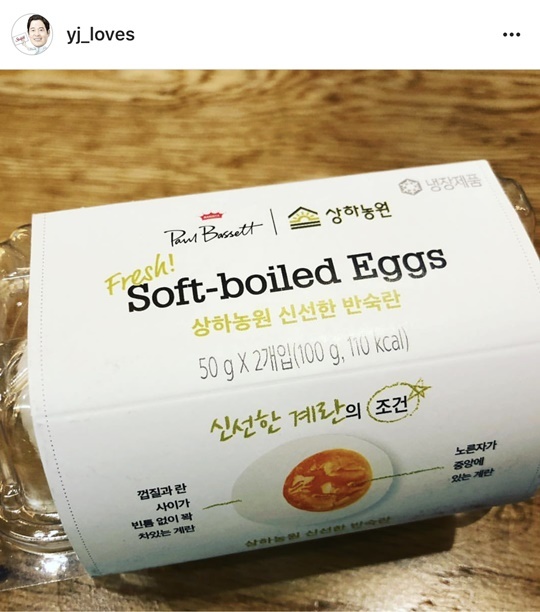 yj_loves
냉장제품
Paul Bassett | 상하농원
Fresh!
Soft-boiled Eggs
상하농원 신선한 반숙란
50 g X 2개입(100 g, 110 kcal)
신선한 계란의 조건
노른자가
중앙에
있는 계란
껍질과 란
사이가
빈틈 없이 꽉
차있는 계란
상하농원 신선한 반숙란